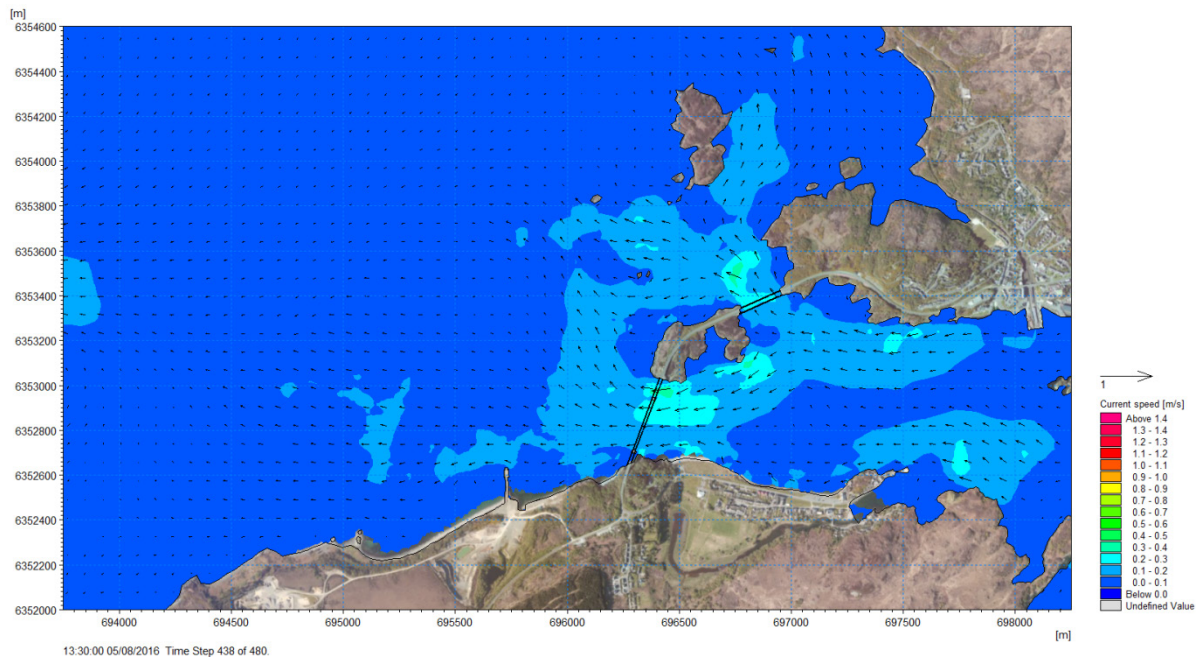 [m]
6354600
6354400
6354200
6354000
6353800
6353600
6353400
6353200
6353000
6352800
6352600
6352400
6352200
6352000
694000 694500 695000 695500 696000 696500 697000 697500 698000
[m]
1
Current speed [m/s]
Above 1.4
1.3 - 1.4
1.2 - 1.3
1.1 - 1.2
1.0 - 1.1
0.9 - 1.0
0.8 - 0.9
0.7 - 0.8
0.6 - 0.7
0.5 - 0.6
0.4 - 0.5
0.3 - 0.4
0.2 - 0.3
0.1 - 0.2
0.0 - 0.1
Below 0.0
Undefined Value
13:30:00 05/08/2016 Time Step 438 of 480.